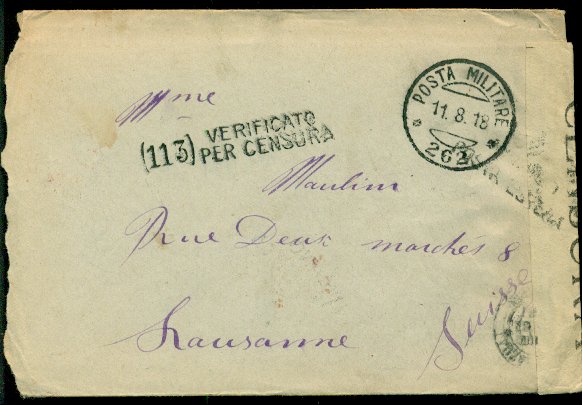 Mme
(113) VERIFICATO
PER CENSURA
POSTA MILITARE
11. 8. 18
* 262 *
Maulini
Rue Deux marchés 8
Lausanne
Suisse